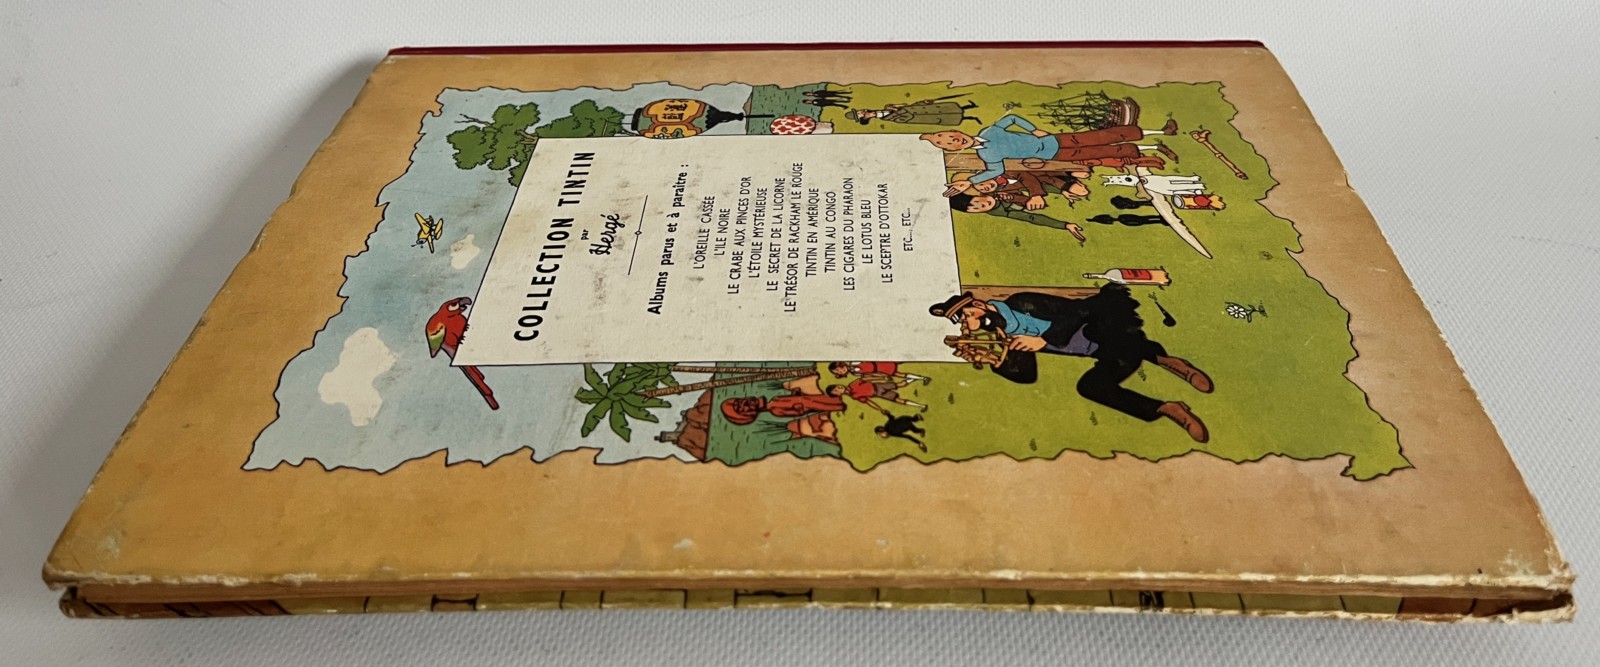 COLLECTION TINTIN
par
Hergé
Albums parus et à paraître :
L'OREILLE CASSÉE
L'ILE NOIRE
LE CRABE AUX PINCES D'OR
L'ÉTOILE MYSTÉRIEUSE
LE SECRET DE LA LICORNE
LE TRÉSOR DE RACKHAM LE ROUGE
TINTIN EN AMÉRIQUE
TINTIN AU CONGO
LES CIGARES DU PHARAON
LE LOTUS BLEU
LE SCEPTRE D'OTTOKAR
ETC... ETC...